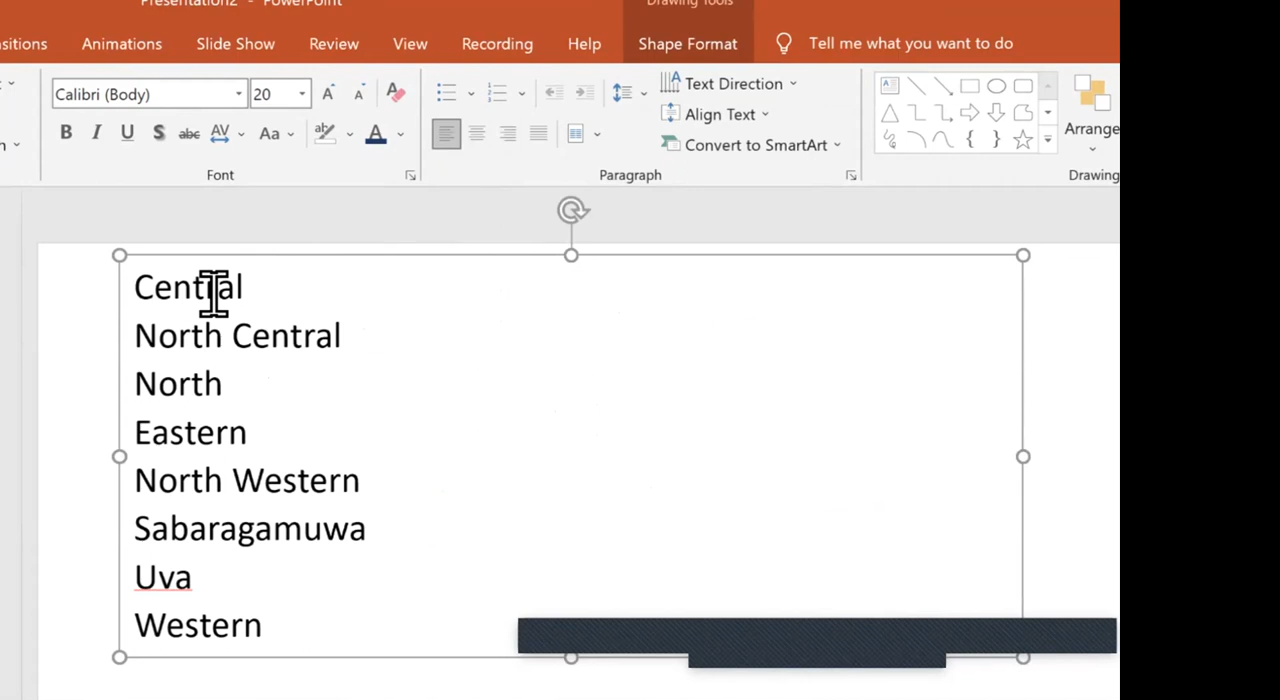 Presentation2 - PowerPoint
Drawing Tools
sitions Animations Slide Show Review View Recording Help Shape Format Tell me what you want to do
Calibri (Body) 20 A A A Text Direction
B I U S abc AV Aa ab A Align Text
Convert to SmartArt Arrange
Font Paragraph Drawing
Central
North Central
North
Eastern
North Western
Sabaragamuwa
Uva
Western